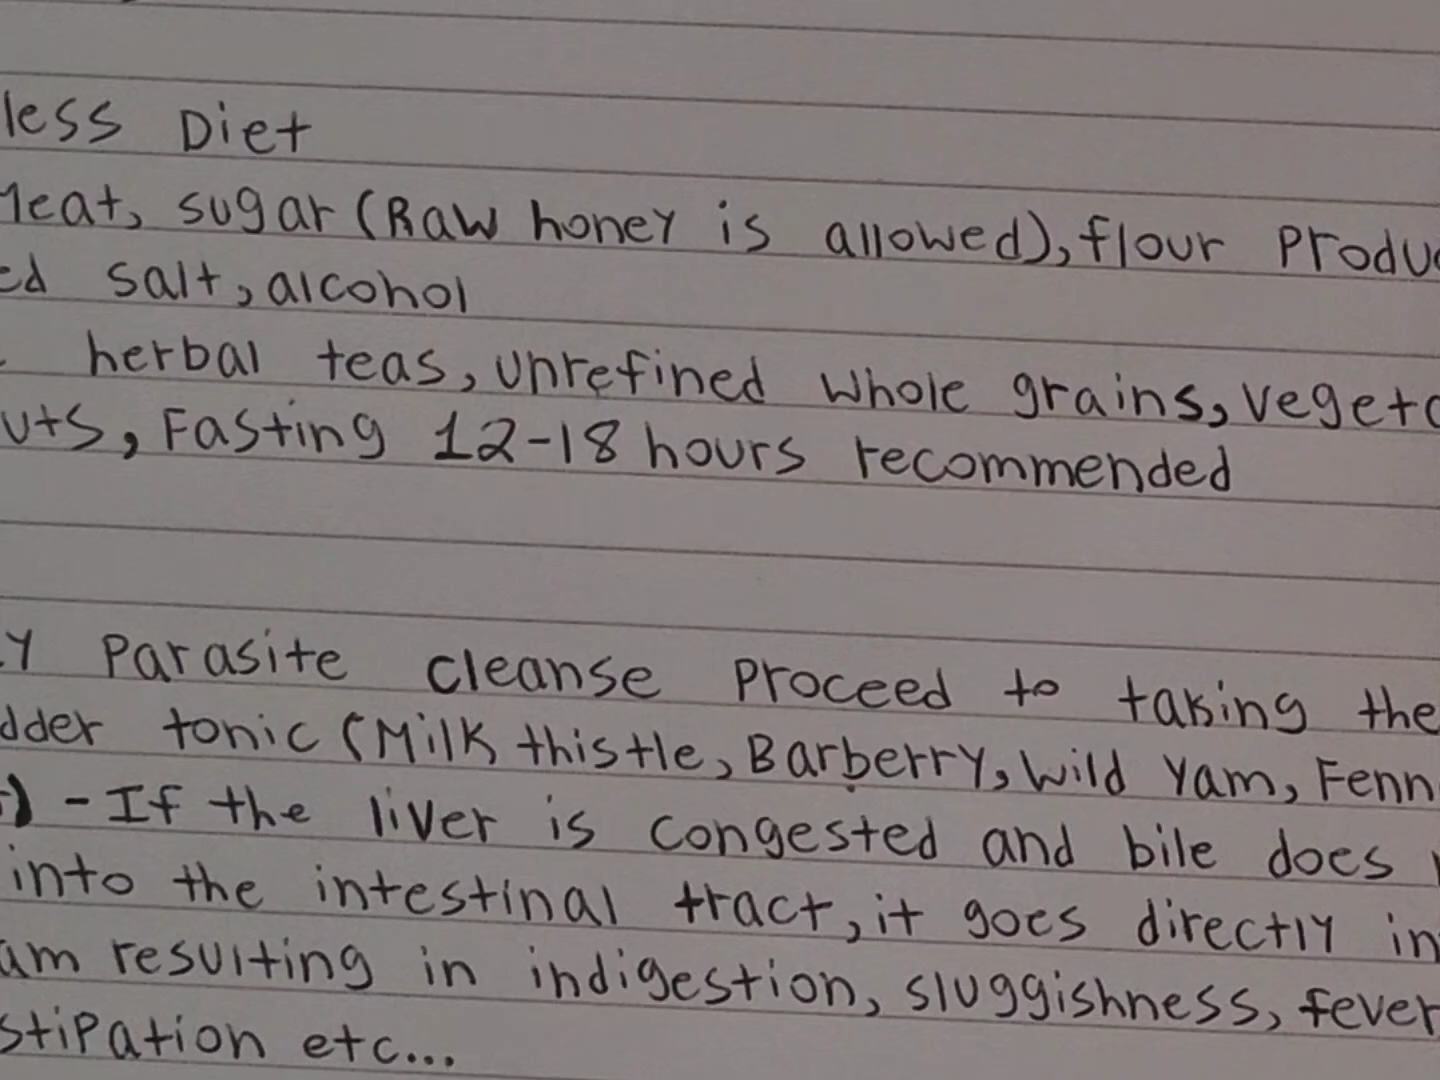 less Diet
Meat, sugar (Raw honey is allowed), flour Produc
ed salt, alcohol
herbal teas, unrefined whole grains, vegeta
uts, Fasting 12-18 hours recommended
y Parasite cleanse Proceed to taking the
dder tonic (Milk thistle, Barberry, Wild Yam, Fenn
) - If the liver is congested and bile does
into the intestinal tract, it goes directly in
am resulting in indigestion, sluggishness, fever
stipation etc...